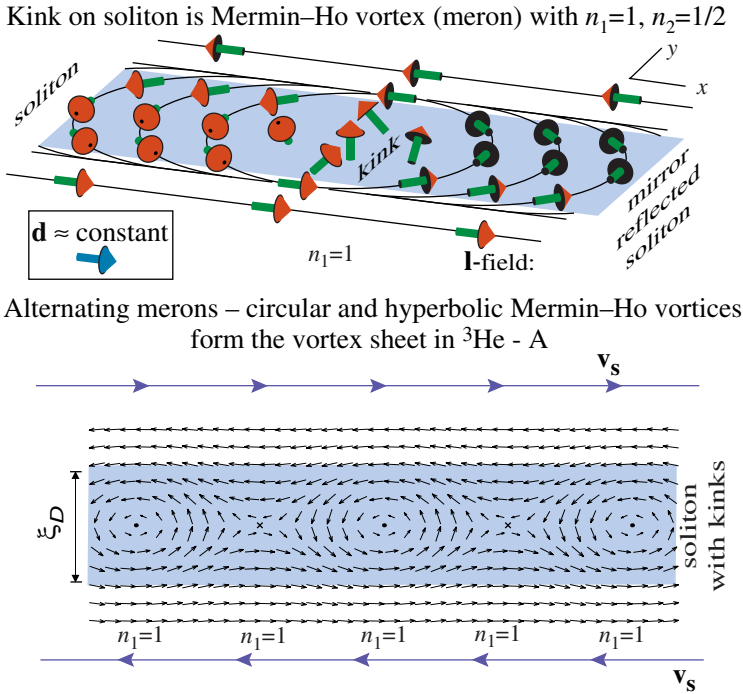 Kink on soliton is Mermin–Ho vortex (meron) with n₁=1, n₂=1/2
y
x
soliton
kink
mirror
reflected
soliton
d ≈ constant
n₁=1
l-field:
Alternating merons – circular and hyperbolic Mermin–Ho vortices
form the vortex sheet in ³He - A
vₛ
ξ_D
soliton
with kinks
n₁=1 n₁=1 n₁=1 n₁=1 n₁=1
vₛ